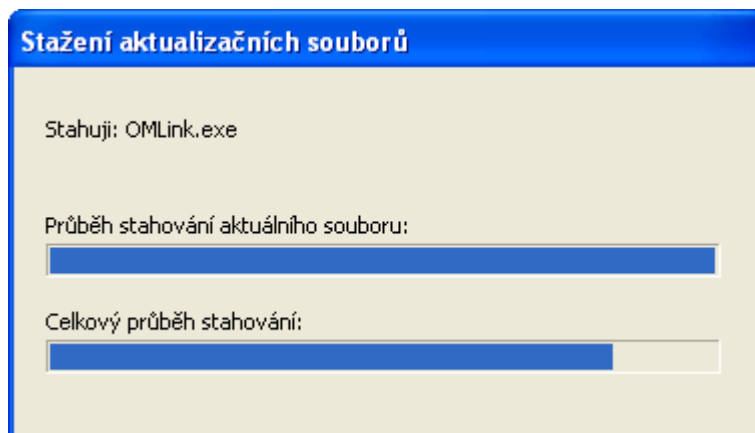 Stažení aktualizačních souborů
Stahuji: OMLink.exe
Průběh stahování aktuálního souboru:
Celkový průběh stahování: